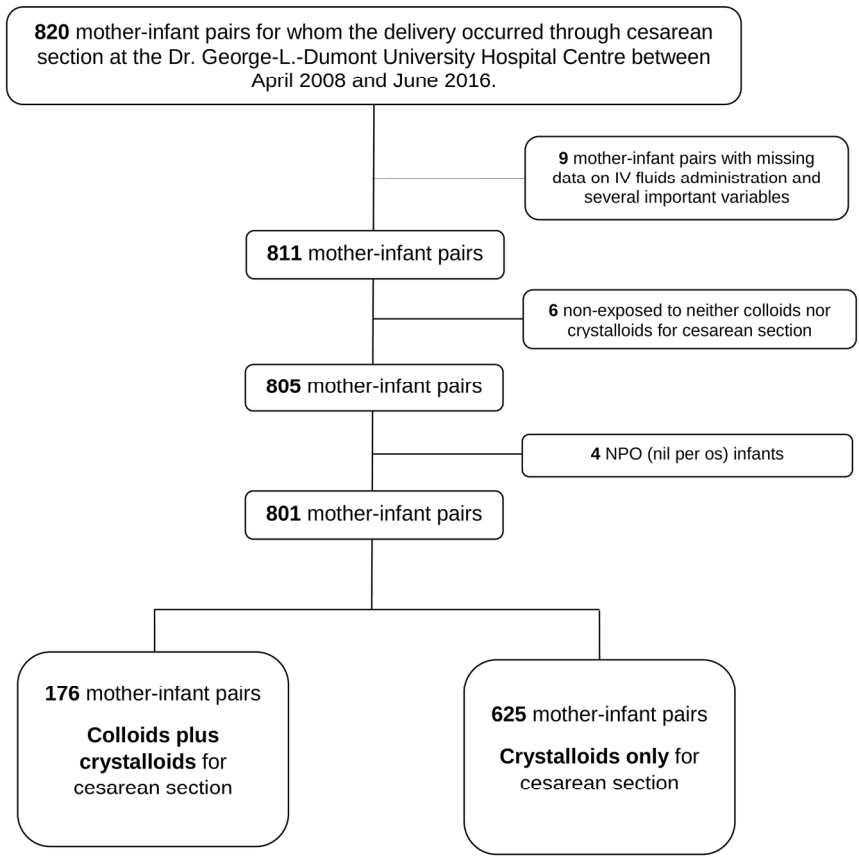 820 mother-infant pairs for whom the delivery occurred through cesarean
section at the Dr. George-L.-Dumont University Hospital Centre between
April 2008 and June 2016.
9 mother-infant pairs with missing
data on IV fluids administration and
several important variables
811 mother-infant pairs
6 non-exposed to neither colloids nor
crystalloids for cesarean section
805 mother-infant pairs
4 NPO (nil per os) infants
801 mother-infant pairs
176 mother-infant pairs
Colloids plus
crystalloids for
cesarean section
625 mother-infant pairs
Crystalloids only for
cesarean section